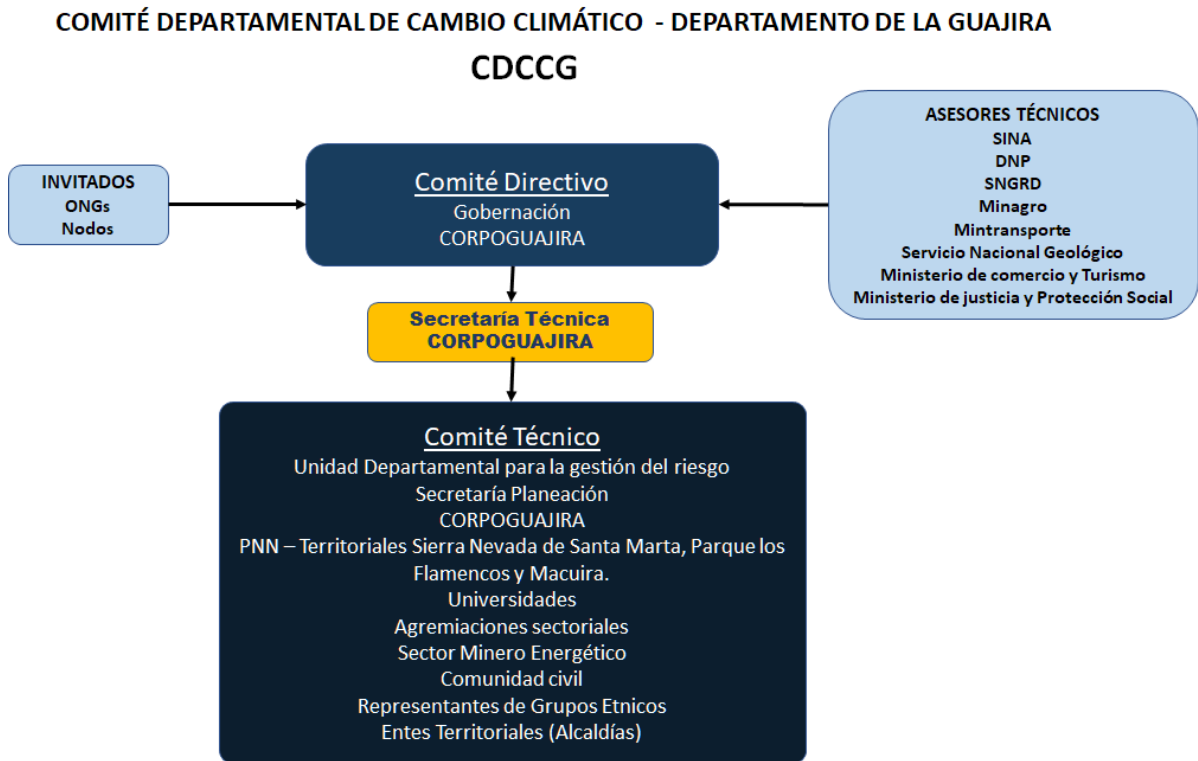 COMITÉ DEPARTAMENTAL DE CAMBIO CLIMÁTICO - DEPARTAMENTO DE LA GUAJIRA
CDCCG
INVITADOS
ONGs
Nodos
Comité Directivo
Gobernación
CORPOGUAJIRA
ASESORES TÉCNICOS
SINA
DNP
SNGRD
Minagro
Mintransporte
Servicio Nacional Geológico
Ministerio de comercio y Turismo
Ministerio de justicia y Protección Social
Secretaría Técnica
CORPOGUAJIRA
Comité Técnico
Unidad Departamental para la gestión del riesgo
Secretaría Planeación
CORPOGUAJIRA
PNN – Territoriales Sierra Nevada de Santa Marta, Parque los
Flamencos y Macuira.
Universidades
Agremiaciones sectoriales
Sector Minero Energético
Comunidad civil
Representantes de Grupos Etnicos
Entes Territoriales (Alcaldías)